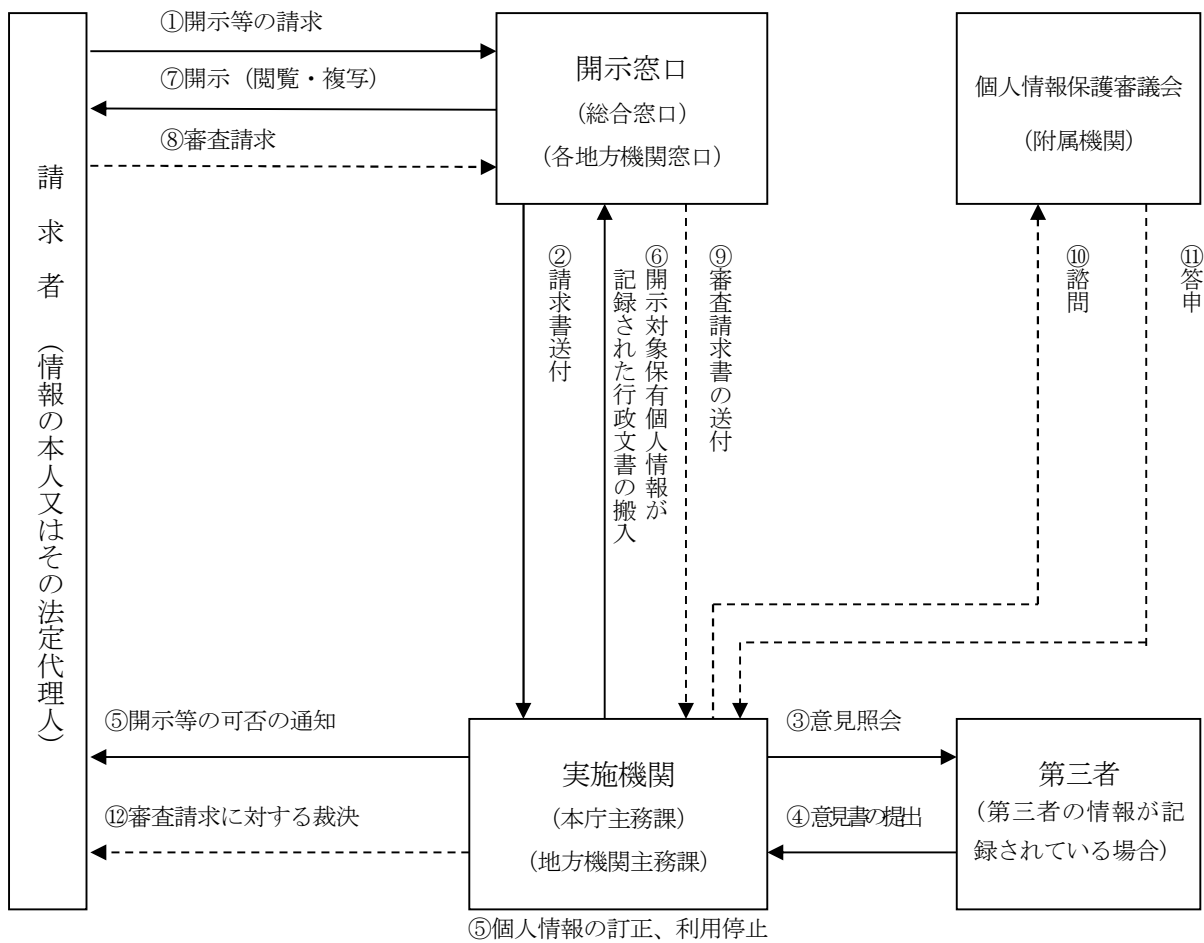 ①開示等の請求
⑦開示（閲覧・複写）
⑧審査請求
開示窓口
（総合窓口）
（各地方機関窓口）
個人情報保護審議会
（附属機関）
請求者（情報の本人又はその法定代理人）
②請求書送付
⑥開示対象保有個人情報が
記録された行政文書の搬入
⑨審査請求書の送付
⑩諮問
⑪答申
⑤開示等の可否の通知
⑫審査請求に対する裁決
実施機関
（本庁主務課）
（地方機関主務課）
③意見照会
④意見書の提出
第三者
（第三者の情報が記
録されている場合）
⑤個人情報の訂正、利用停止